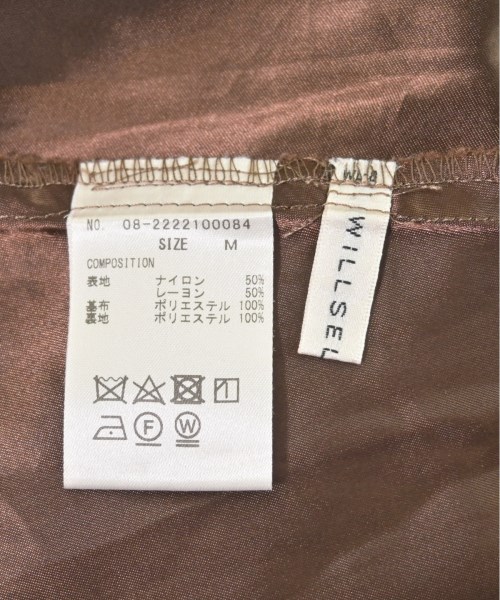 NO. 08-2222100084
SIZE M
COMPOSITION
表地 ナイロン 50%
レーヨン 50%
基布 ポリエステル 100%
裏地 ポリエステル 100%
F W
WILLSEL